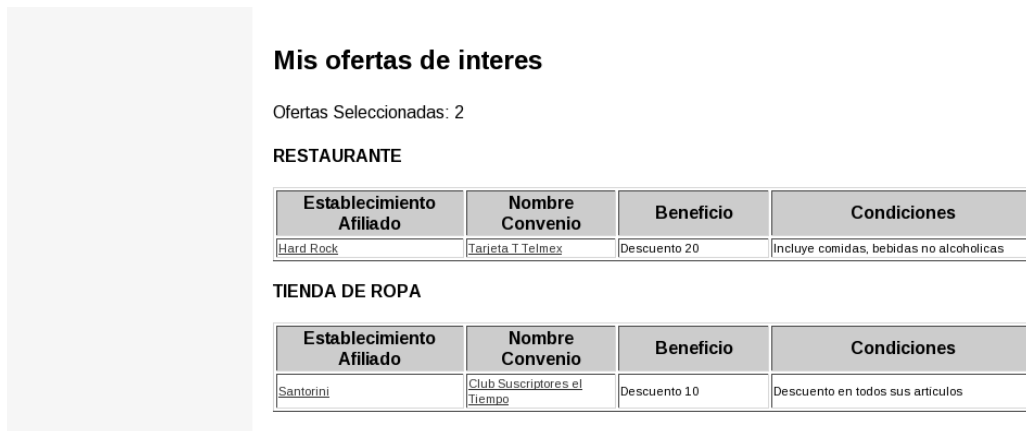 Mis ofertas de interes
Ofertas Seleccionadas: 2
RESTAURANTE
Establecimiento Afiliado Nombre Convenio Beneficio Condiciones
Hard Rock Tarjeta T Telmex Descuento 20 Incluye comidas, bebidas no alcoholicas
TIENDA DE ROPA
Establecimiento Afiliado Nombre Convenio Beneficio Condiciones
Santorini Club Suscriptores el Tiempo Descuento 10 Descuento en todos sus articulos